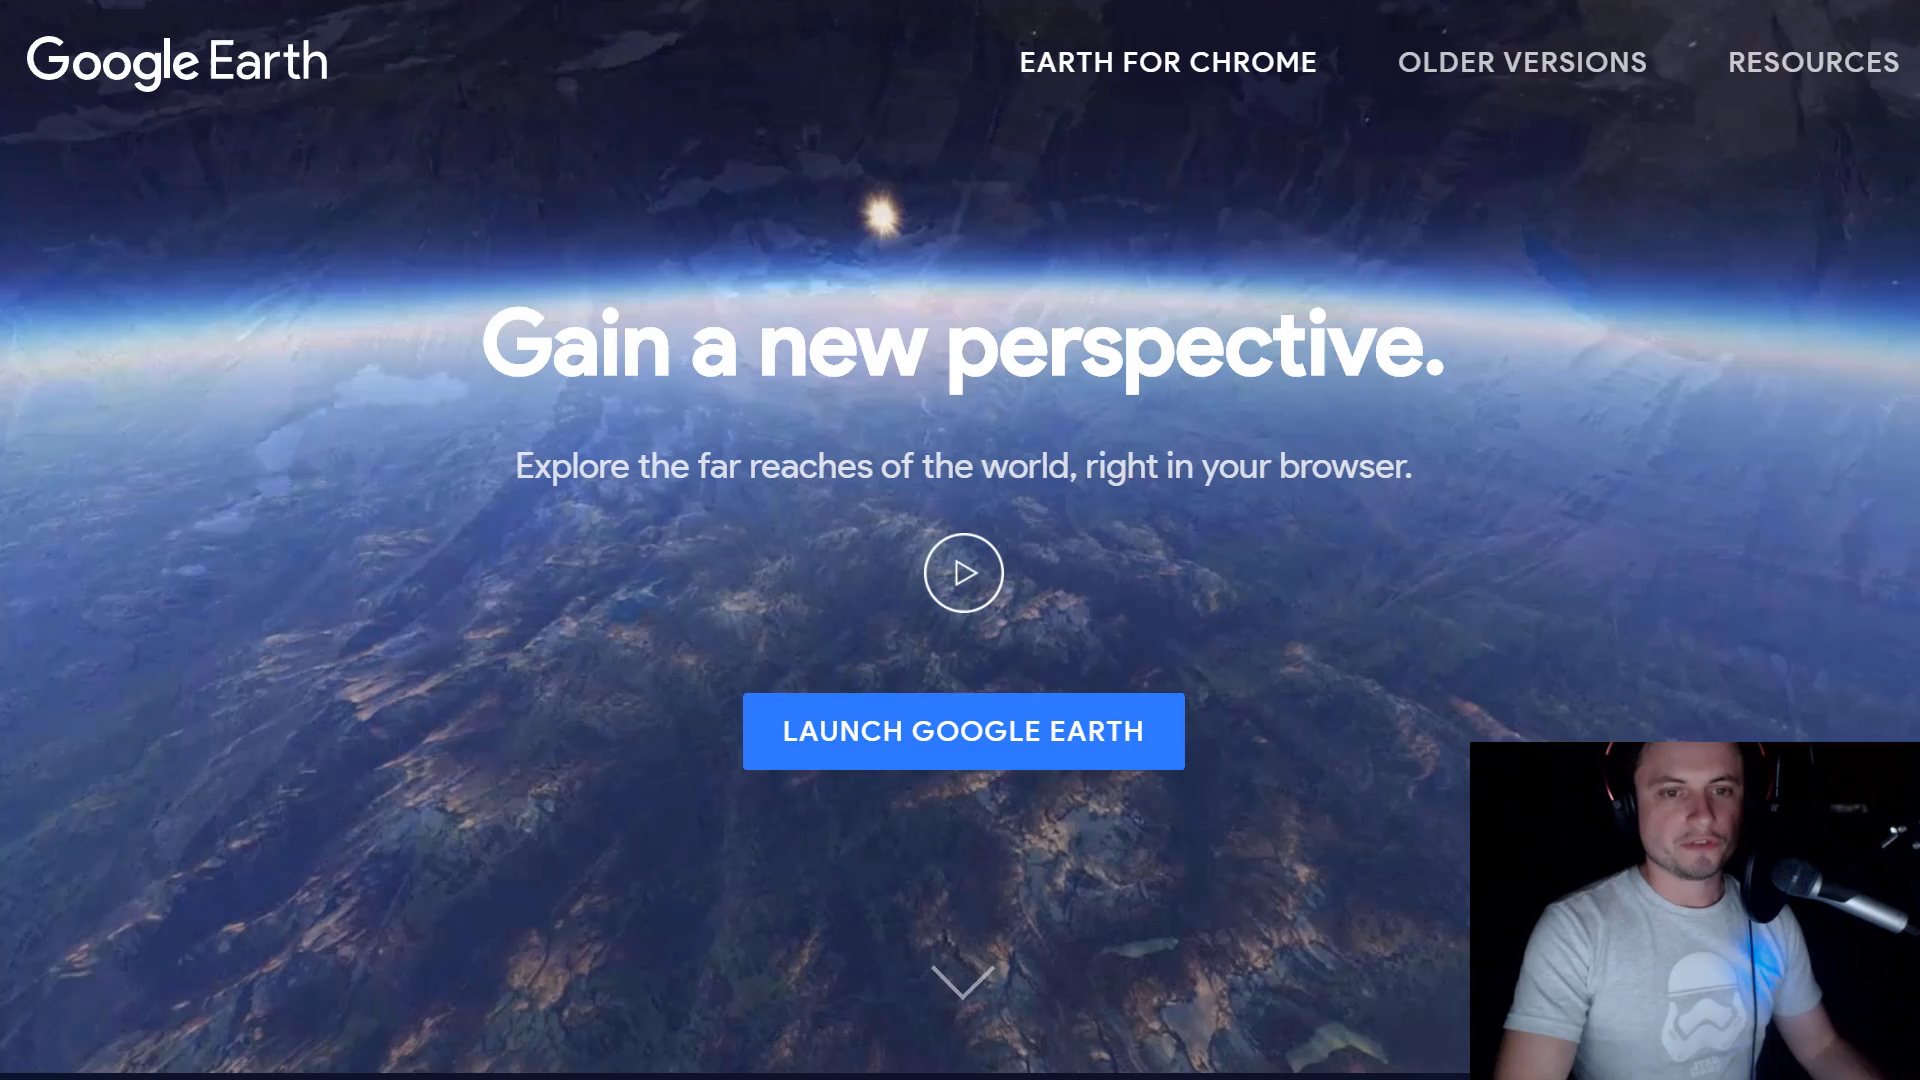 Google Earth
EARTH FOR CHROME
OLDER VERSIONS
RESOURCES
Gain a new perspective.
Explore the far reaches of the world, right in your browser.
LAUNCH GOOGLE EARTH